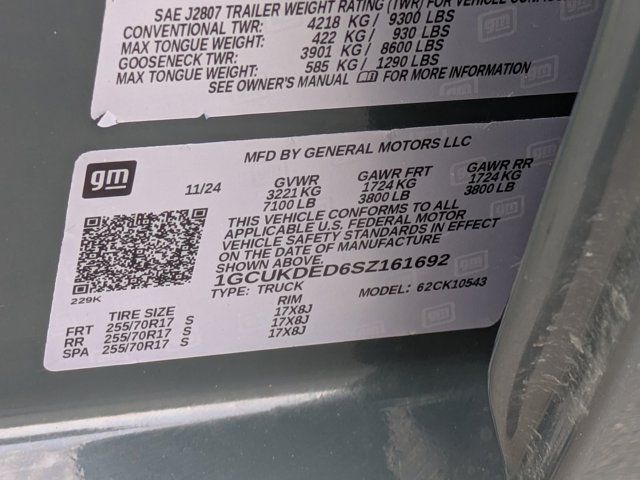 SAE J2807 TRAILER WEIGHT RATING (TWR) FOR VEHICLE
CONVENTIONAL TWR: 4218 KG / 9300 LBS
MAX TONGUE WEIGHT: 422 KG / 930 LBS
GOOSENECK TWR: 3901 KG / 8600 LBS
MAX TONGUE WEIGHT: 585 KG / 1290 LBS
SEE OWNER'S MANUAL FOR MORE INFORMATION
gm
MFD BY GENERAL MOTORS LLC
11/24
GVWR GAWR FRT GAWR RR
3221 KG 1724 KG 1724 KG
7100 LB 3800 LB 3800 LB
THIS VEHICLE CONFORMS TO ALL
APPLICABLE U.S. FEDERAL MOTOR
VEHICLE SAFETY STANDARDS IN EFFECT
ON THE DATE OF MANUFACTURE
SHOWN ABOVE.
1GCUKDED6SZ161692
TYPE: TRUCK MODEL: 62CK10543
229K
TIRE SIZE RIM
FRT 255/70R17 S 17X8J
RR 255/70R17 S 17X8J
SPA 255/70R17 S 17X8J